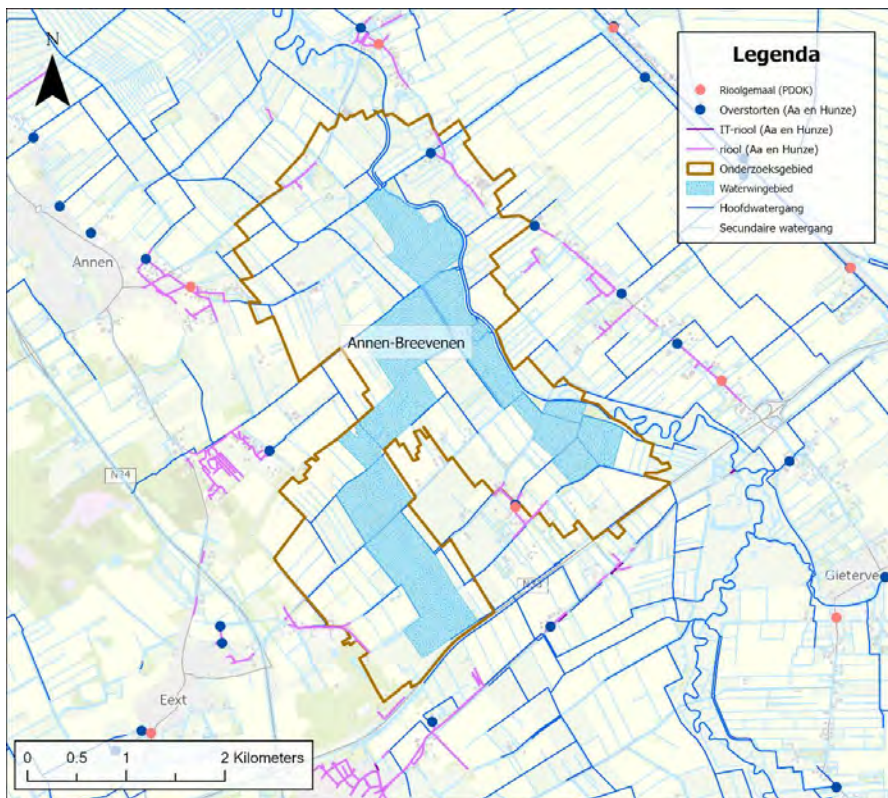 N
Legenda
Rioolgemaal (PDOK)
Overstorten (Aa en Hunze)
IT-riool (Aa en Hunze)
riool (Aa en Hunze)
Onderzoeksgebied
Waterwingebied
Hoofdwatergang
Secundaire watergang
Annen
Annen-Breevenen
N34
N33
Gieterve
Eext
0 0.5 1 2 Kilometers